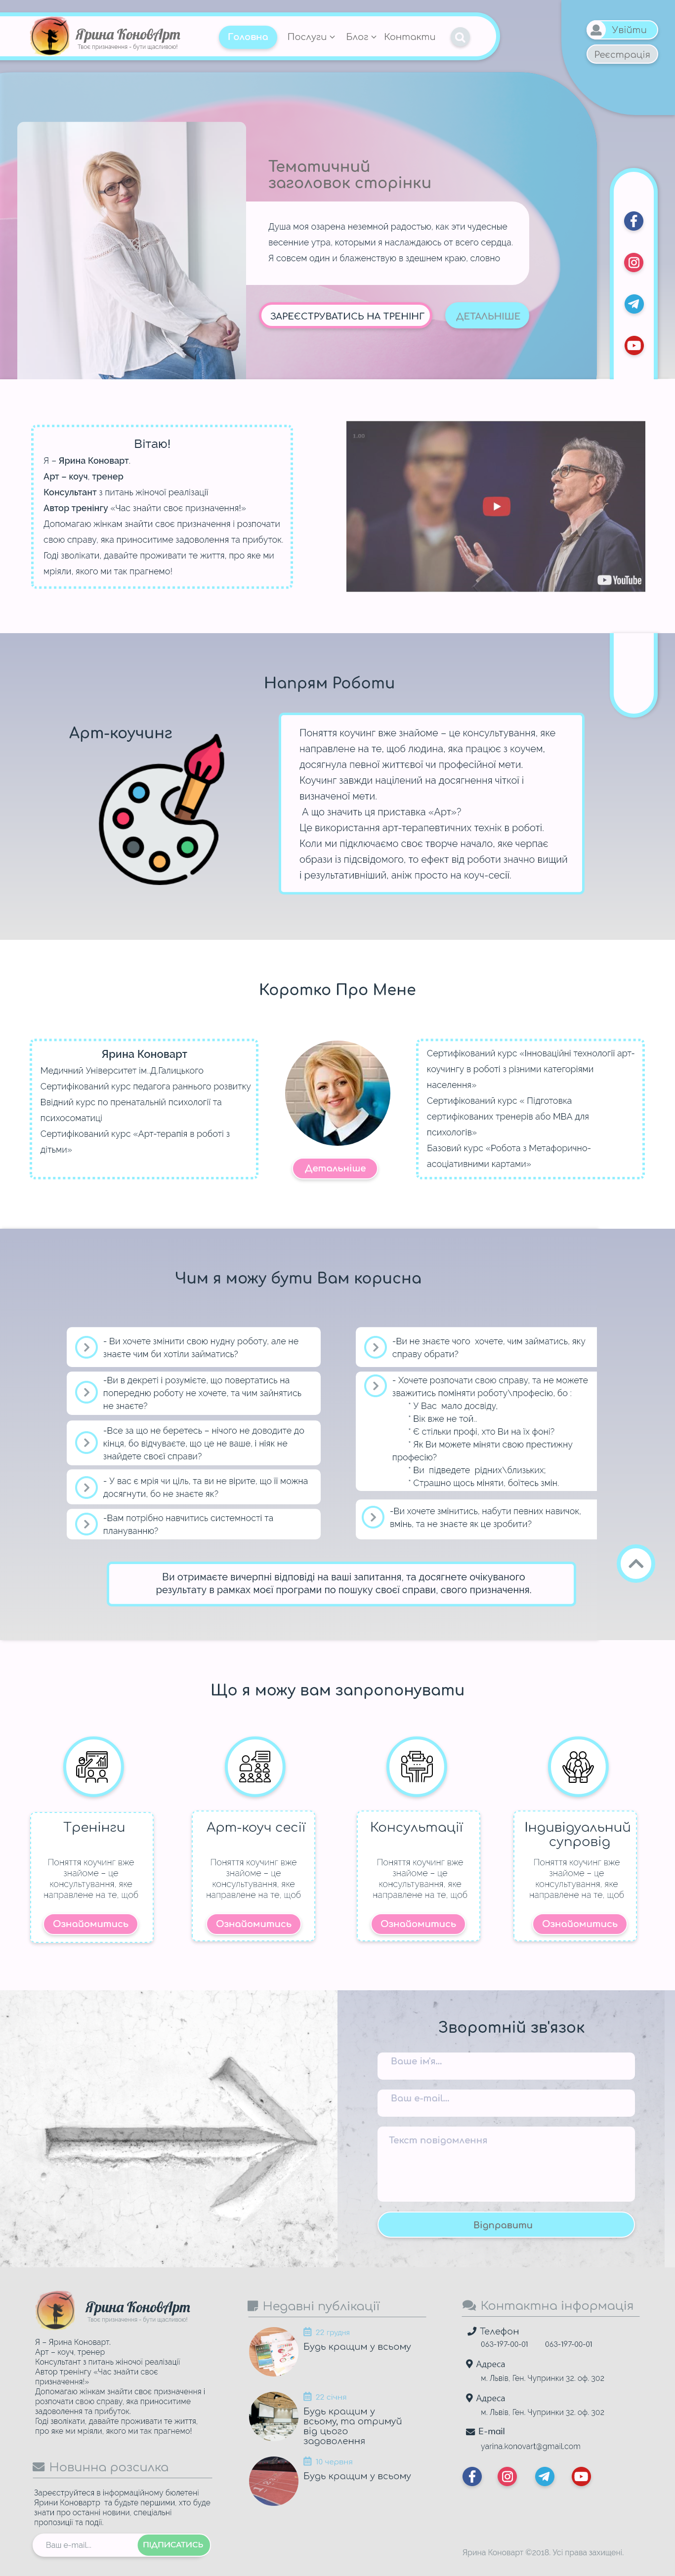 Ярина КоновАрт
Твоє призначення - бути щасливою!
Головна
Послуги
Блог
Контакти
Увійти
Реєстрація
Тематичний
заголовок сторінки
Душа моя озарена неземной радостью, как эти чудесные
весенние утра, которыми я наслаждаюсь от всего сердца.
Я совсем один и блаженствую в здешнем краю, словно
ЗАРЕЄСТРУВАТИСЬ НА ТРЕНІНГ
ДЕТАЛЬНІШЕ
Вітаю!
Я – Ярина Коноварт.
Арт – коуч, тренер
Консультант з питань жіночої реалізації
Автор тренінгу «Час знайти своє призначення!»
Допомагаю жінкам знайти своє призначення і розпочати
свою справу, яка приноситиме задоволення та прибуток.
Годі зволікати, давайте проживати те життя, про яке ми
мріяли, якого ми так прагнемо!
YouTube
Напрям Роботи
Арт-коучинг
Поняття коучинг вже знайоме – це консультування, яке
направлене на те, щоб людина, яка працює з коучем,
досягнула певної життєвої чи професійної мети.
Коучинг завжди націлений на досягнення чіткої і
визначеної мети.
А що значить ця приставка «Арт»?
Це використання арт-терапевтичних технік в роботі.
Коли ми підключаємо своє творче начало, яке черпає
образи із підсвідомого, то ефект від роботи значно вищий
і результативніший, аніж просто на коуч-сесії.
Коротко Про Мене
Ярина Коноварт
Медичний Університет ім. Д.Галицького
Сертифікований курс педагога раннього розвитку
Ввідний курс по пренатальній психології та
психосоматиці
Сертифікований курс «Арт-терапія в роботі з
дітьми»
Детальніше
Сертифікований курс «Інноваційні технології арт-
коучингу в роботі з різними категоріями
населення»
Сертифікований курс « Підготовка
сертифікованих тренерів або МВА для
психологів»
Базовий курс «Робота з Метафорично-
асоціативними картами»
Чим я можу бути Вам корисна
- Ви хочете змінити свою нудну роботу, але не
знаєте чим би хотіли займатись?
-Ви в декреті і розумієте, що повертатись на
попередню роботу не хочете, та чим зайнятись
не знаєте?
-Все за що не беретесь – нічого не доводите до
кінця, бо відчуваєте, що це не ваше, і ніяк не
знайдете своєї справи?
- У вас є мрія чи ціль, та ви не вірите, що її можна
досягнути, бо не знаєте як?
-Вам потрібно навчитись системності та
плануванню?
-Ви не знаєте чого хочете, чим займатись, яку
справу обрати?
- Хочете розпочати свою справу, та не можете
зважитись поміняти роботу\професію, бо :
* У Вас мало досвіду,
* Вік вже не той..
* Є стільки профі, хто Ви на їх фоні?
* Як Ви можете міняти свою престижну
професію?
* Ви підведете рідних\близьких;
* Страшно щось міняти, боїтесь змін.
-Ви хочете змінитись, набути певних навичок,
вмінь, та не знаєте як це зробити?
Ви отримаєте вичерпні відповіді на ваші запитання, та досягнете очікуваного
результату в рамках моєї програми по пошуку своєї справи, свого призначення.
Що я можу вам запропонувати
Тренінги
Поняття коучинг вже
знайоме – це
консультування, яке
направлене на те, щоб
Ознайомитись
Арт-коуч сесії
Поняття коучинг вже
знайоме – це
консультування, яке
направлене на те, щоб
Ознайомитись
Консультації
Поняття коучинг вже
знайоме – це
консультування, яке
направлене на те, щоб
Ознайомитись
Індивідуальний
супровід
Поняття коучинг вже
знайоме – це
консультування, яке
направлене на те, щоб
Ознайомитись
Зворотній зв'язок
Ваше ім'я...
Ваш e-mail...
Текст повідомлення
Відправити
Ярина КоновАрт
Твоє призначення - бути щасливою!
Я – Ярина Коноварт.
Арт – коуч, тренер
Консультант з питань жіночої реалізації
Автор тренінгу «Час знайти своє
призначення!»
Допомагаю жінкам знайти своє призначення і
розпочати свою справу, яка приноситиме
задоволення та прибуток.
Годі зволікати, давайте проживати те життя,
про яке ми мріяли, якого ми так прагнемо!
Новинна розсилка
Зареєструйтеся в інформаційному бюлетені
Ярини Коновартр та будьте першими, хто буде
знати про останні новини, спеціальні
пропозиції та події.
Ваш e-mail...
ПІДПИСАТИСЬ
Недавні публікації
22 грудня
Будь кращим у всьому
22 січня
Будь кращим у
всьому, та отримуй
від цього
задоволення
10 червня
Будь кращим у всьому
Контактна інформація
Телефон
063-197-00-01 063-197-00-01
Адреса
м. Львів, Ген. Чупринки 32. оф. 302
Адреса
м. Львів, Ген. Чупринки 32. оф. 302
E-mail
yarina.konovart@gmail.com
Ярина Коноварт ©2018. Усі права захищені.